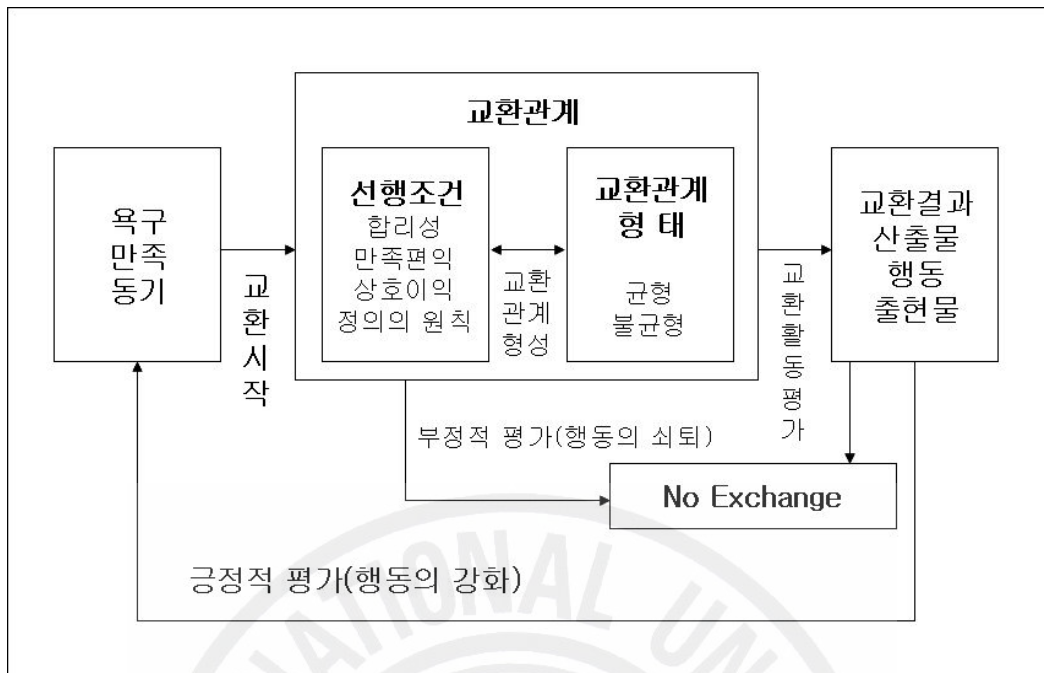 교환관계
욕구
만족
동기
교환시작
선행조건
합리성
만족편익
상호이익
정의의 원칙
교환
관계
형성
교환관계
형 태
균형
불균형
교환활동평가
교환결과
산출물
행동
출현물
부정적 평가(행동의 쇠퇴)
No Exchange
긍정적 평가(행동의 강화)
NATIONAL UN